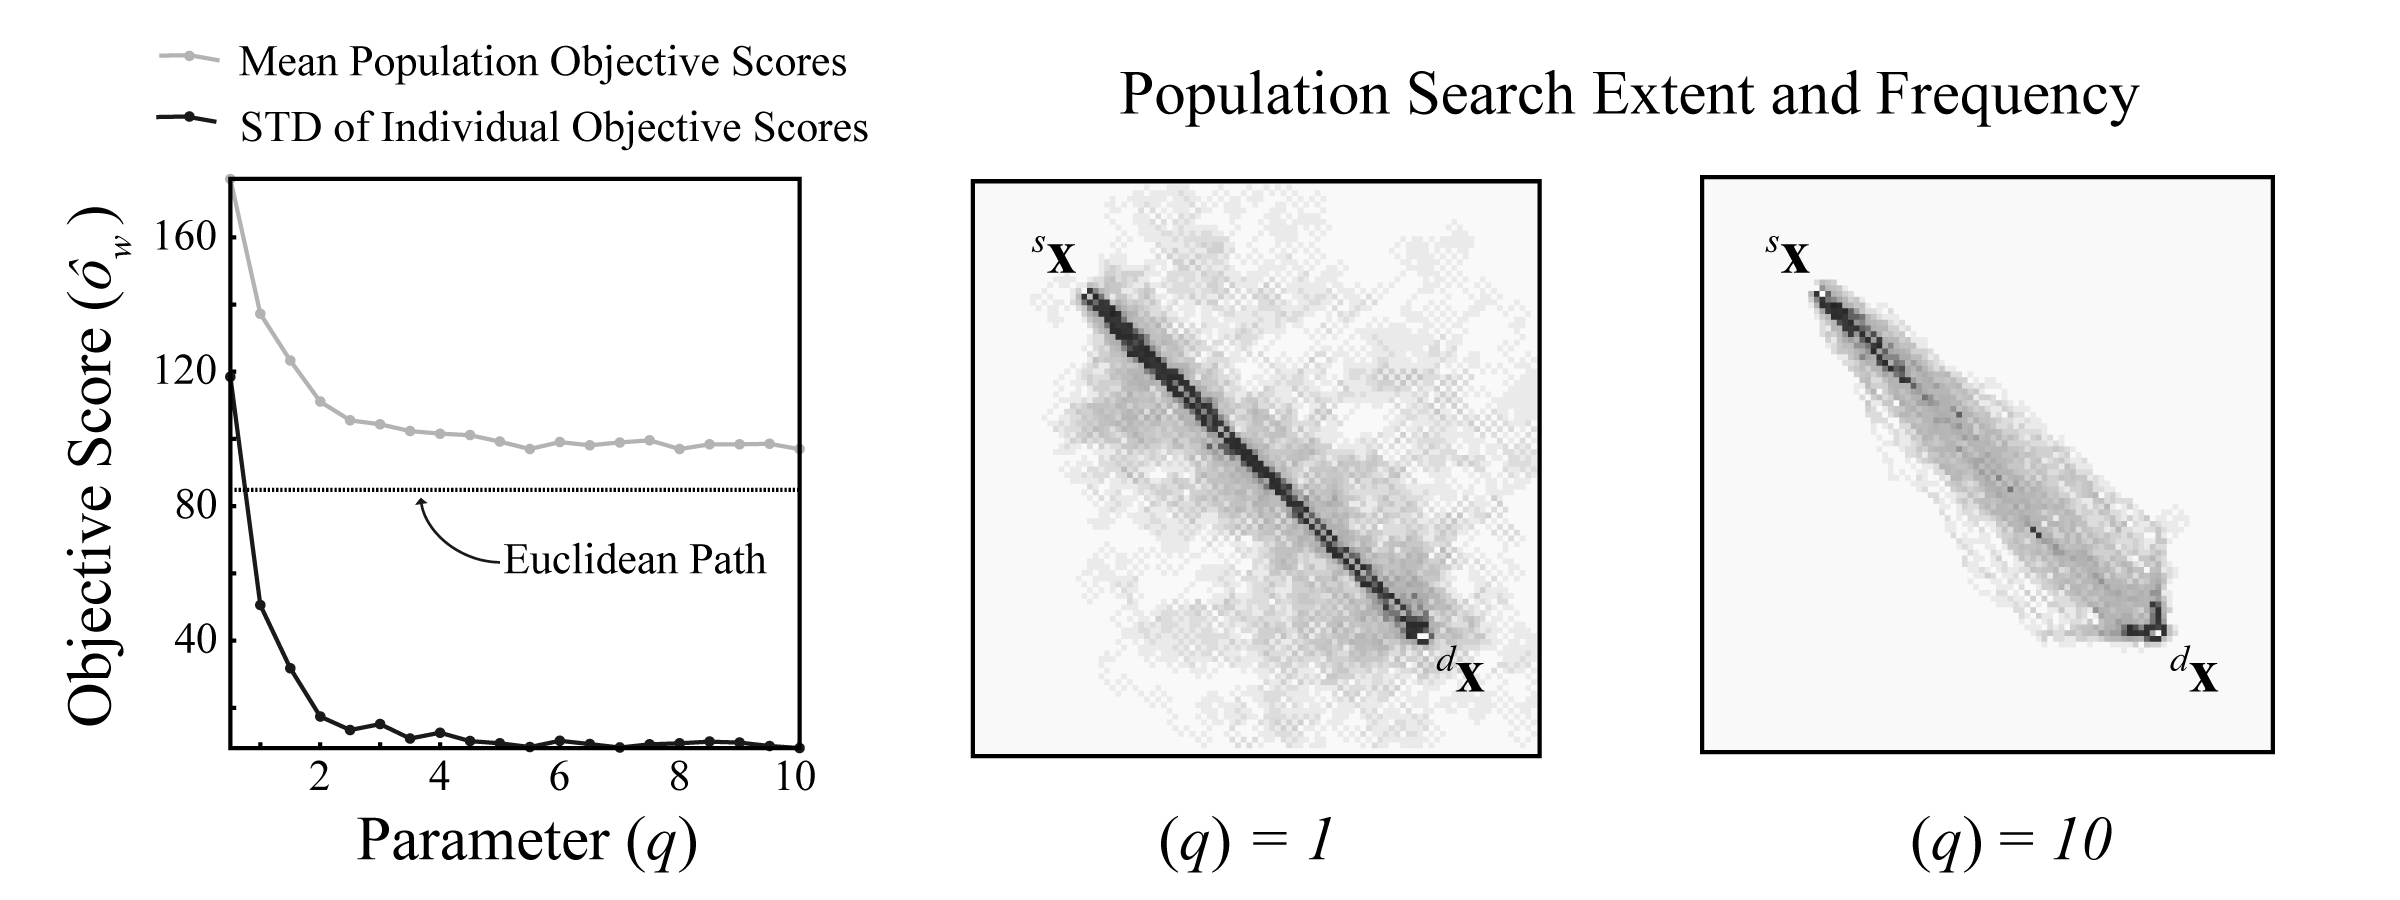 Mean Population Objective Scores
STD of Individual Objective Scores
Population Search Extent and Frequency
Objective Score (ô_w)
160
120
80
40
Euclidean Path
2 4 6 8 10
Parameter (q)
ˢx
ᵈx
(q) = 1
ˢx
ᵈx
(q) = 10